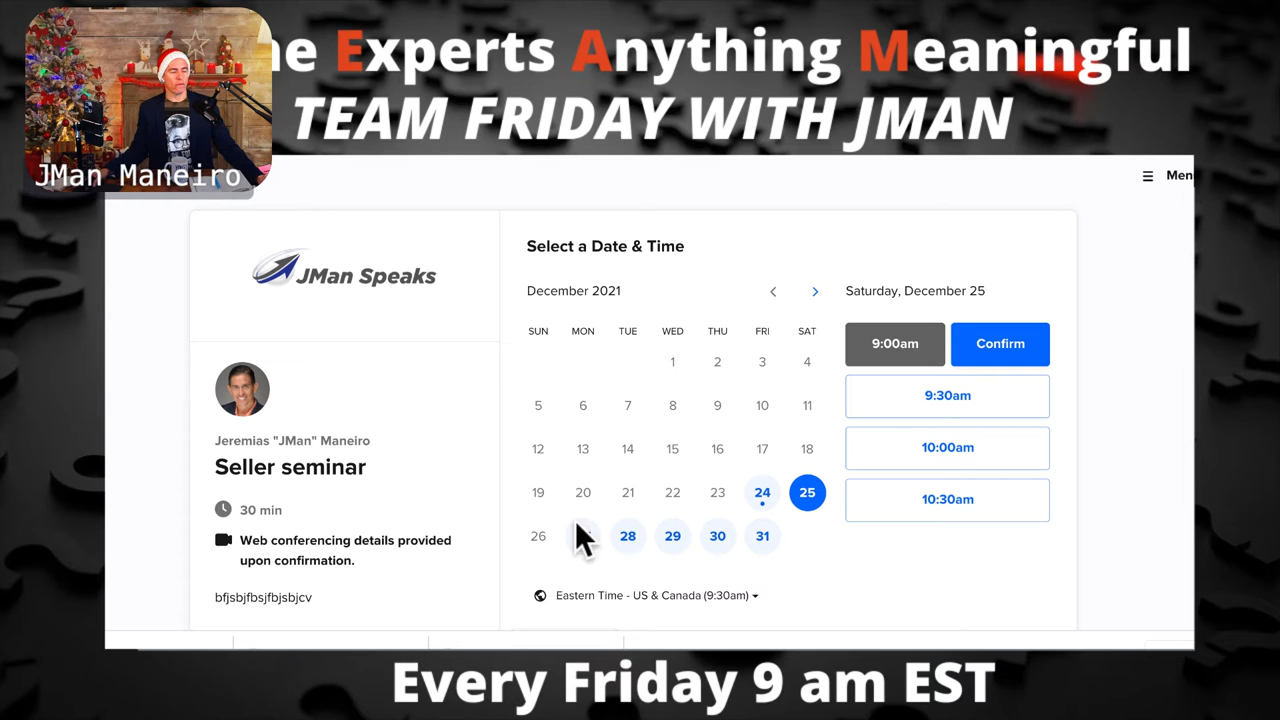 ne Experts Anything Meaningful
TEAM FRIDAY WITH JMAN
JMan Maneiro
☰ Men
JMan Speaks
Jeremias "JMan" Maneiro
Seller seminar
30 min
Web conferencing details provided
upon confirmation.
bfjsbjfbsjfbjsbjcv
Select a Date & Time
December 2021 < >
SUN MON TUE WED THU FRI SAT
1 2 3 4
5 6 7 8 9 10 11
12 13 14 15 16 17 18
19 20 21 22 23 24 25
26 28 29 30 31
Eastern Time - US & Canada (9:30am)
Saturday, December 25
9:00am Confirm
9:30am
10:00am
10:30am
Every Friday 9 am EST